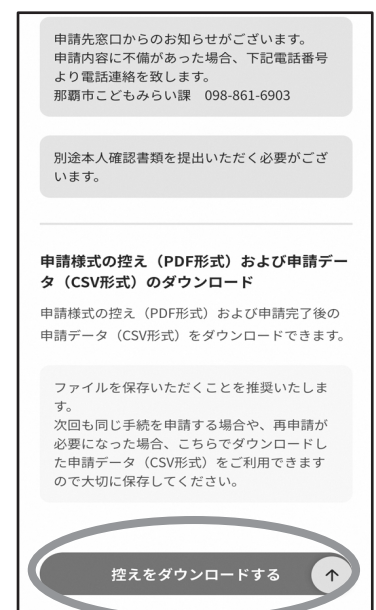 申請先窓口からのお知らせがございます。
申請内容に不備があった場合、下記電話番号
より電話連絡を致します。
那覇市こどもみらい課　098-861-6903
別途本人確認書類を提出いただく必要がござ
います。
申請様式の控え（PDF形式）および申請デー
タ（CSV形式）のダウンロード
申請様式の控え（PDF形式）および申請完了後の
申請データ（CSV形式）をダウンロードできます。
ファイルを保存いただくことを推奨いたしま
す。
次回も同じ手続を申請する場合や、再申請が
必要になった場合、こちらでダウンロードし
た申請データ（CSV形式）をご利用できます
ので大切に保存してください。
控えをダウンロードする